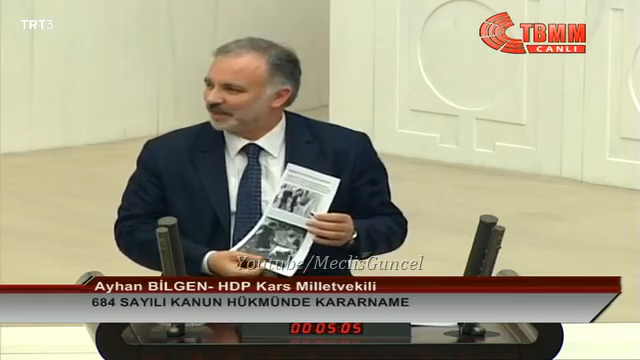 TRT3
TBMM
CANLI
Youtube/MeclisGuncel
Ayhan BİLGEN- HDP Kars Milletvekili
684 SAYILI KANUN HÜKMÜNDE KARARNAME
00:05:05